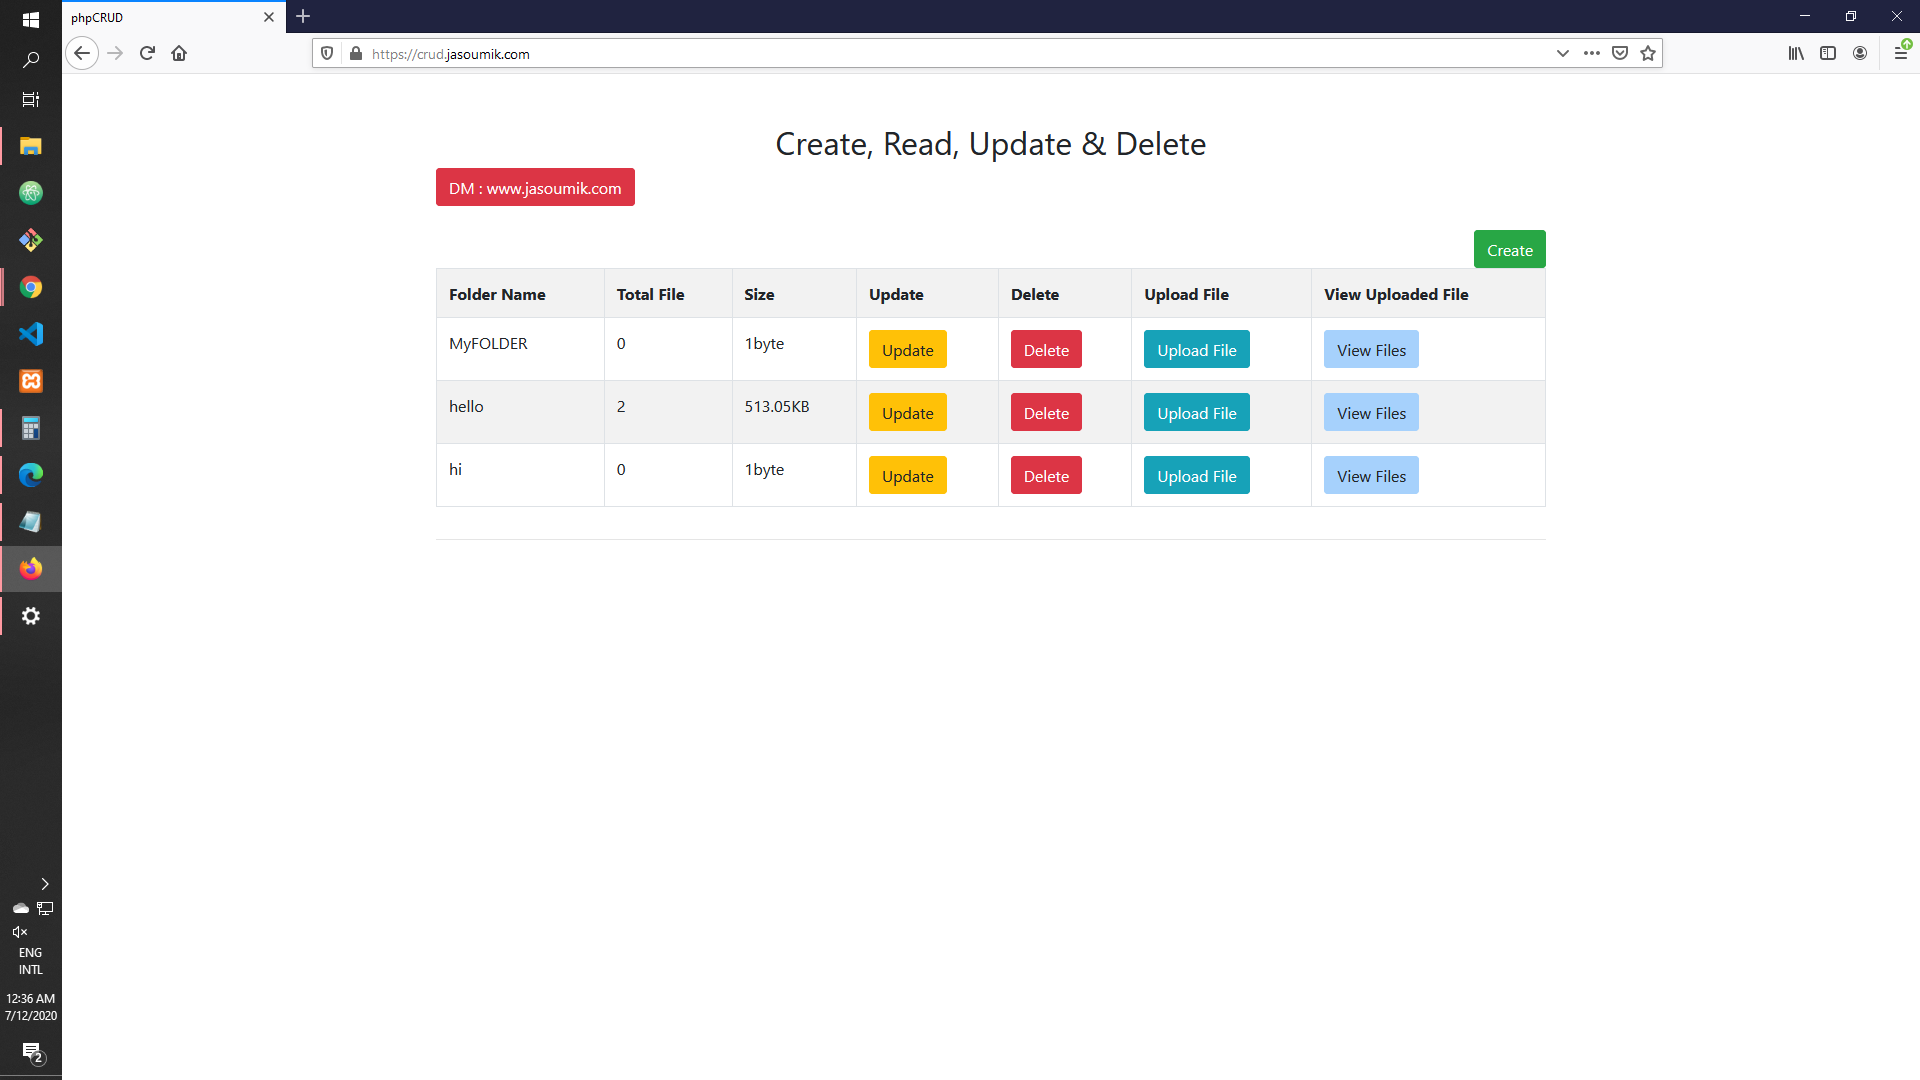 phpCRUD
https://crud.jasoumik.com
Create, Read, Update & Delete
DM : www.jasoumik.com
Create
Folder Name Total File Size Update Delete Upload File View Uploaded File
MyFOLDER 0 1byte Update Delete Upload File View Files
hello 2 513.05KB Update Delete Upload File View Files
hi 0 1byte Update Delete Upload File View Files
ENG
INTL
12:36 AM
7/12/2020
2